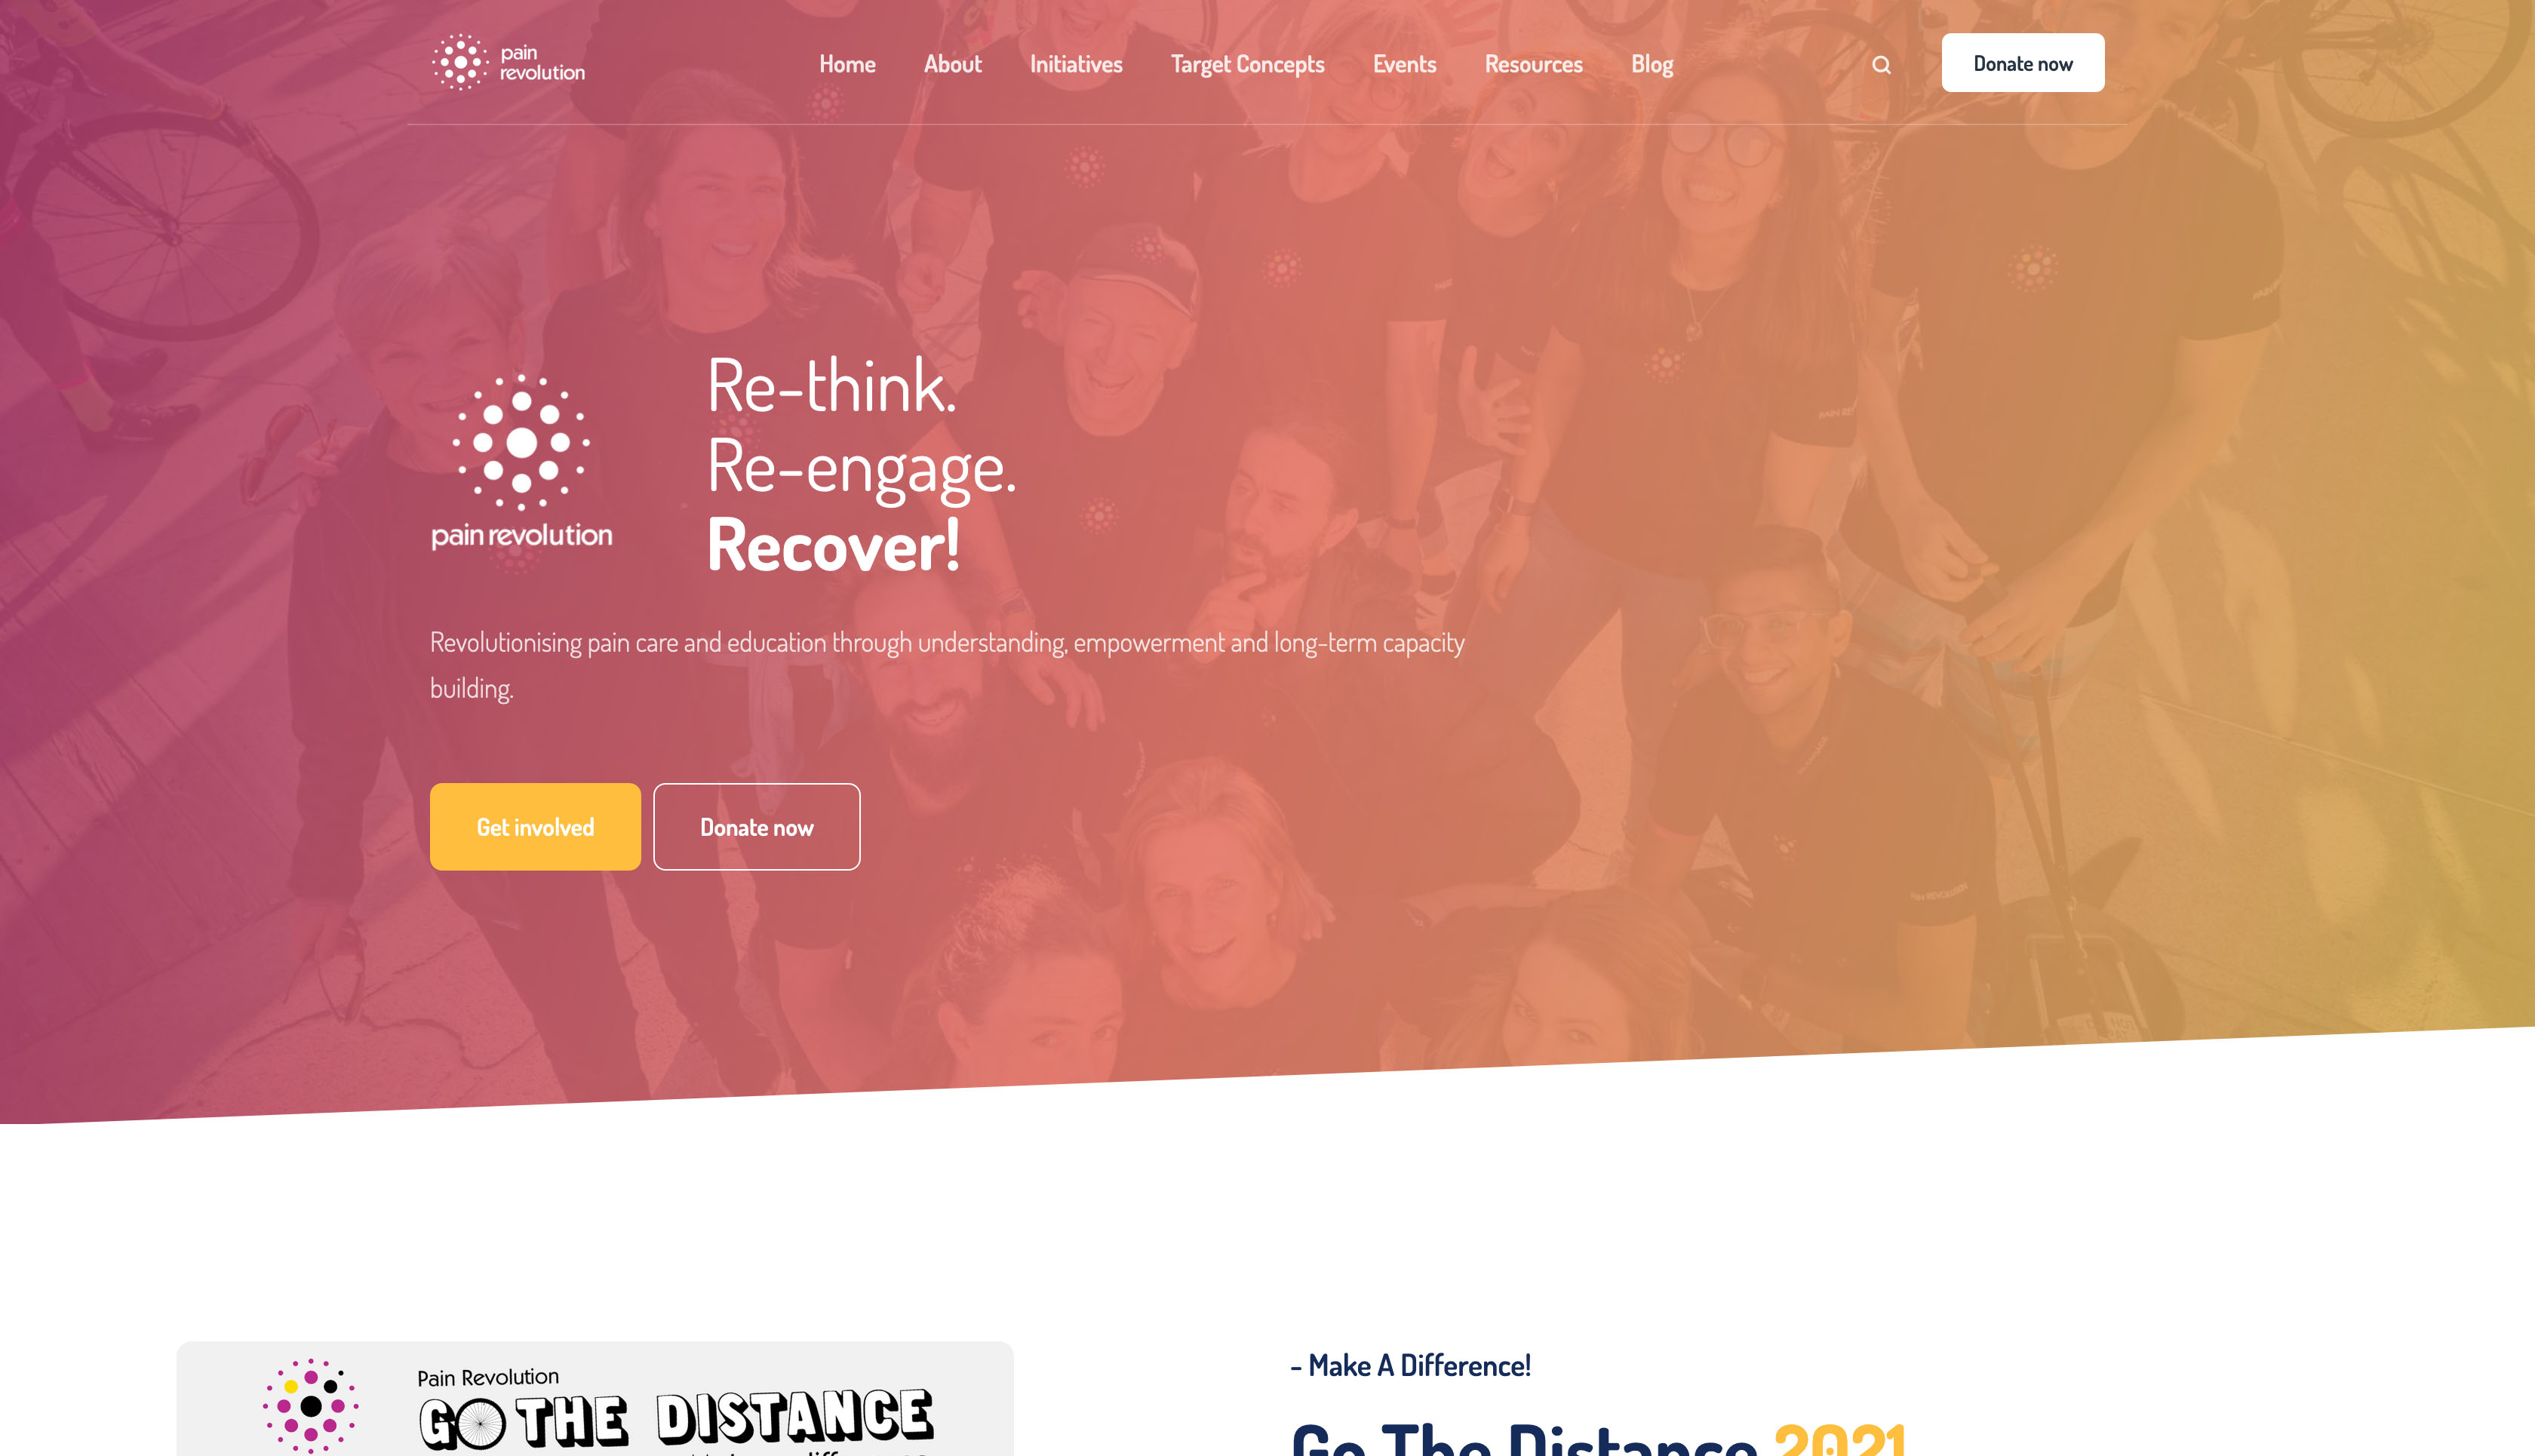 pain
revolution
Home About Initiatives Target Concepts Events Resources Blog
Donate now
Re-think.
Re-engage.
Recover!
pain revolution
Revolutionising pain care and education through understanding, empowerment and long-term capacity
building.
Get involved
Donate now
PAIN REVOLUTION
- Make A Difference!
Go The Distance 2021
Pain Revolution
GO THE DISTANCE